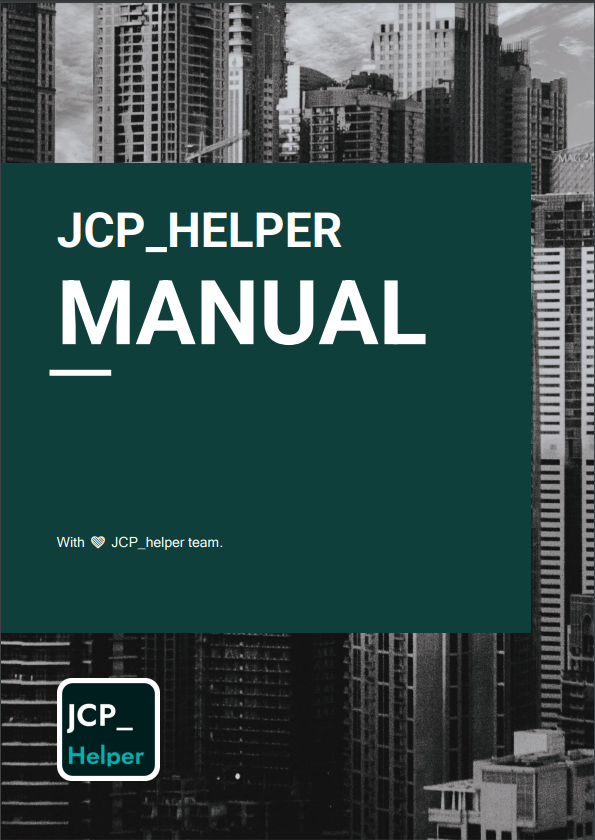 JCP_HELPER
MANUAL
With 🤍 JCP_helper team.
JCP_
Helper